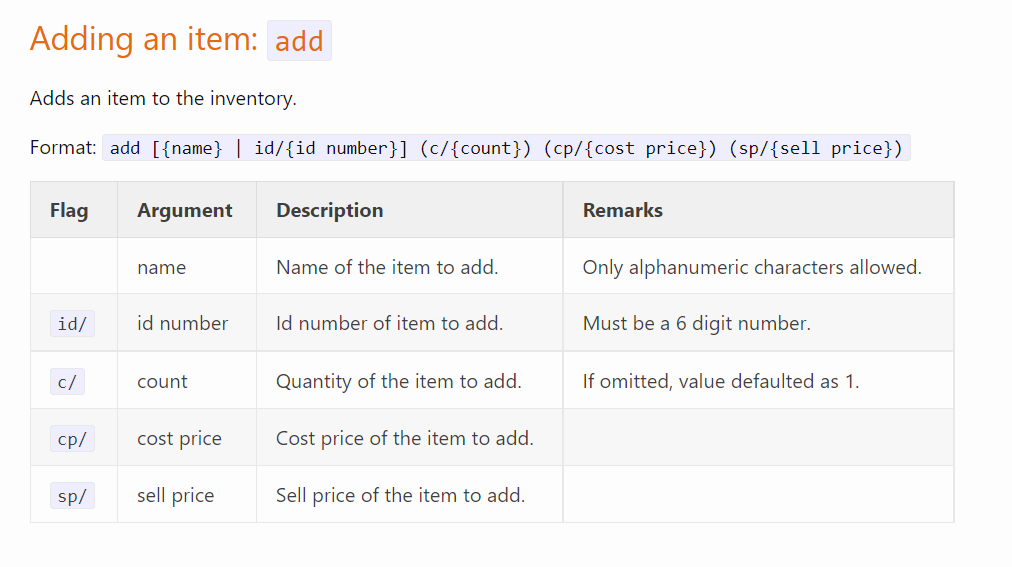 Adding an item: add
Adds an item to the inventory.
Format: add [{name} | id/{id number}] (c/{count}) (cp/{cost price}) (sp/{sell price})
Flag Argument Description Remarks
name Name of the item to add. Only alphanumeric characters allowed.
id/ id number Id number of item to add. Must be a 6 digit number.
c/ count Quantity of the item to add. If omitted, value defaulted as 1.
cp/ cost price Cost price of the item to add.
sp/ sell price Sell price of the item to add.